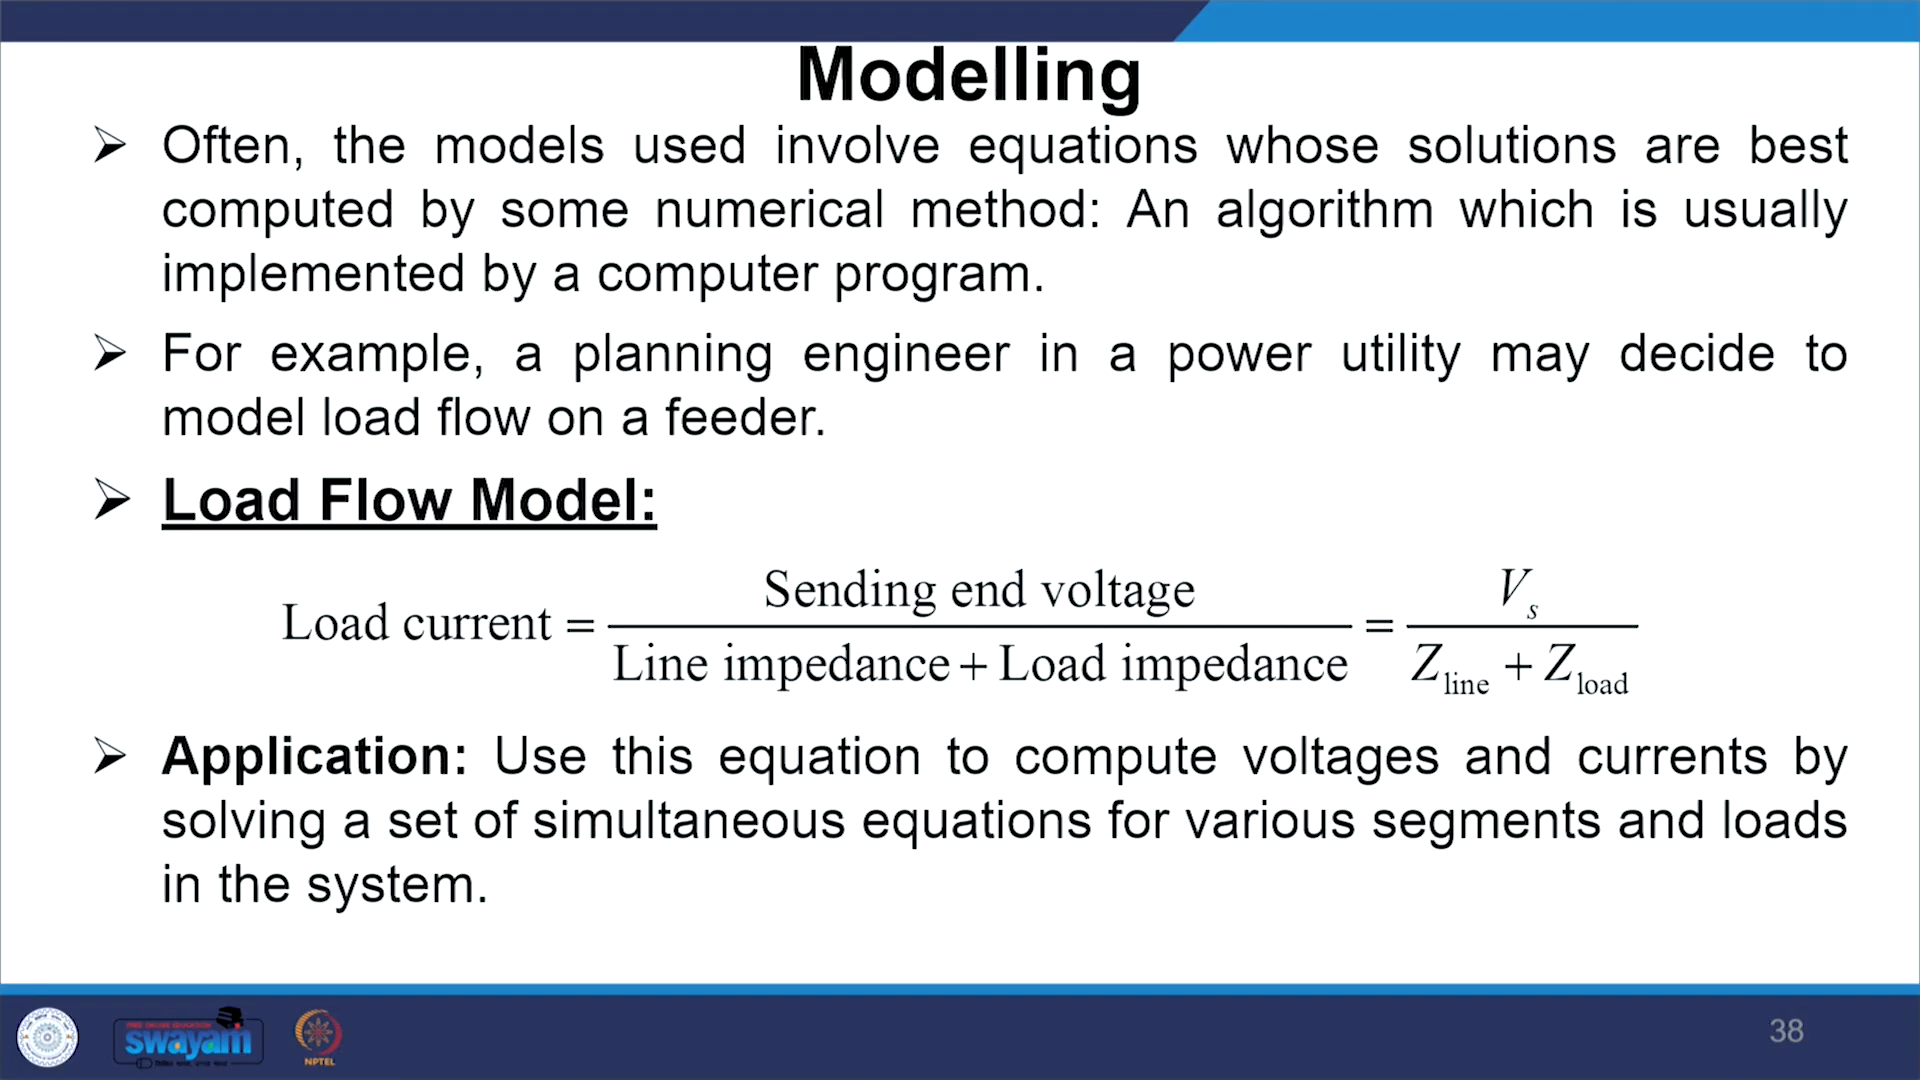 Modelling
➢ Often, the models used involve equations whose solutions are best
computed by some numerical method: An algorithm which is usually
implemented by a computer program.
➢ For example, a planning engineer in a power utility may decide to
model load flow on a feeder.
➢ Load Flow Model:
Load current = Sending end voltage / Line impedance + Load impedance = V_s / Z_line + Z_load
➢ Application: Use this equation to compute voltages and currents by
solving a set of simultaneous equations for various segments and loads
in the system.
FREE ONLINE EDUCATION
swayam
NPTEL
38